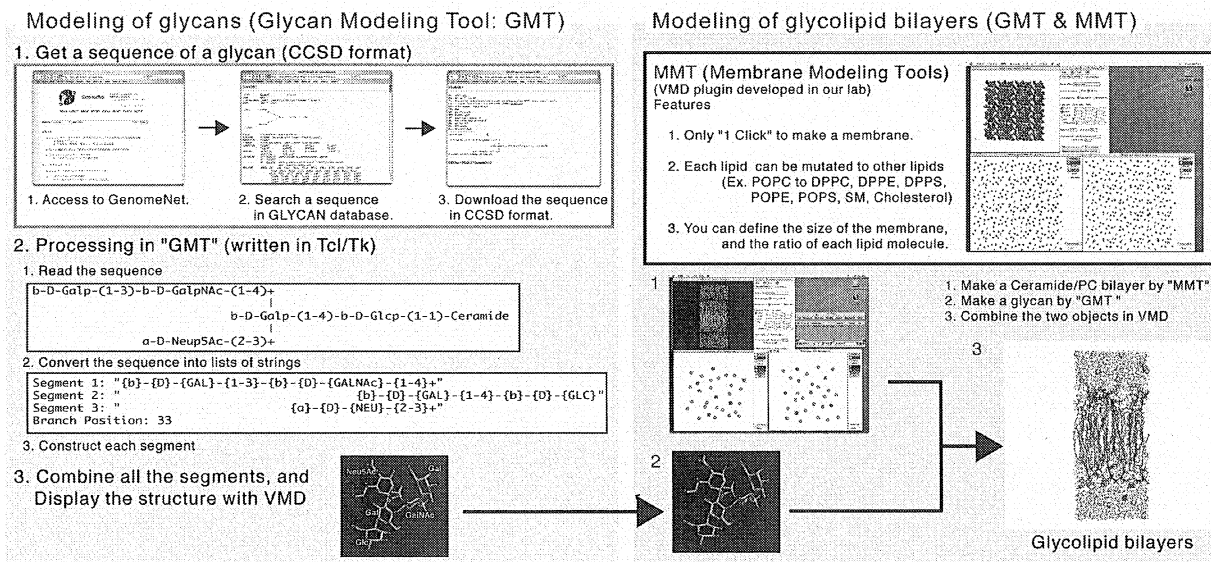 Modeling of glycans (Glycan Modeling Tool: GMT)
1. Get a sequence of a glycan (CCSD format)
GenomeNet
1. Access to GenomeNet.
2. Search a sequence
in GLYCAN database.
3. Download the sequence
in CCSD format.
2. Processing in "GMT" (written in Tcl/Tk)
1. Read the sequence
b-D-Galp-(1-3)-b-D-GalpNAc-(1-4)+
|
b-D-Galp-(1-4)-b-D-Glcp-(1-1)-Ceramide
|
a-D-Neup5Ac-(2-3)+
2. Convert the sequence into lists of strings
Segment 1: "{b}-{D}-{GAL}-{1-3}-{b}-{D}-{GALNAc}-{1-4}+"
Segment 2: " {b}-{D}-{GAL}-{1-4}-{b}-{D}-{GLC}"
Segment 3: " {a}-{D}-{NEU}-{2-3}+"
Branch Position: 33
3. Construct each segment
3. Combine all the segments, and
Display the structure with VMD
Neu5Ac
Gal
Gal
GalNAc
Glc
Modeling of glycolipid bilayers (GMT & MMT)
MMT (Membrane Modeling Tools)
(VMD plugin developed in our lab)
Features
1. Only "1 Click" to make a membrane.
2. Each lipid can be mutated to other lipids
(Ex. POPC to DPPC, DPPE, DPPS,
POPE, POPS, SM, Cholesterol)
3. You can define the size of the membrane,
and the ratio of each lipid molecule.
1
1. Make a Ceramide/PC bilayer by "MMT"
2. Make a glycan by "GMT "
3. Combine the two objects in VMD
2
3
Glycolipid bilayers